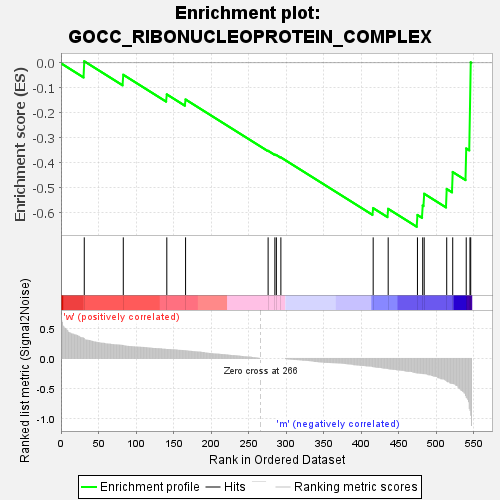 Enrichment plot:
GOCC_RIBONUCLEOPROTEIN_COMPLEX
Enrichment score (ES)
0.0
-0.1
-0.2
-0.3
-0.4
-0.5
-0.6
'w' (positively correlated)
Ranked list metric (Signal2Noise)
0.5
0.0
-0.5
-1.0
Zero cross at 266
'm' (negatively correlated)
0 50 100 150 200 250 300 350 400 450 500 550
Rank in Ordered Dataset
Enrichment profile Hits Ranking metric scores